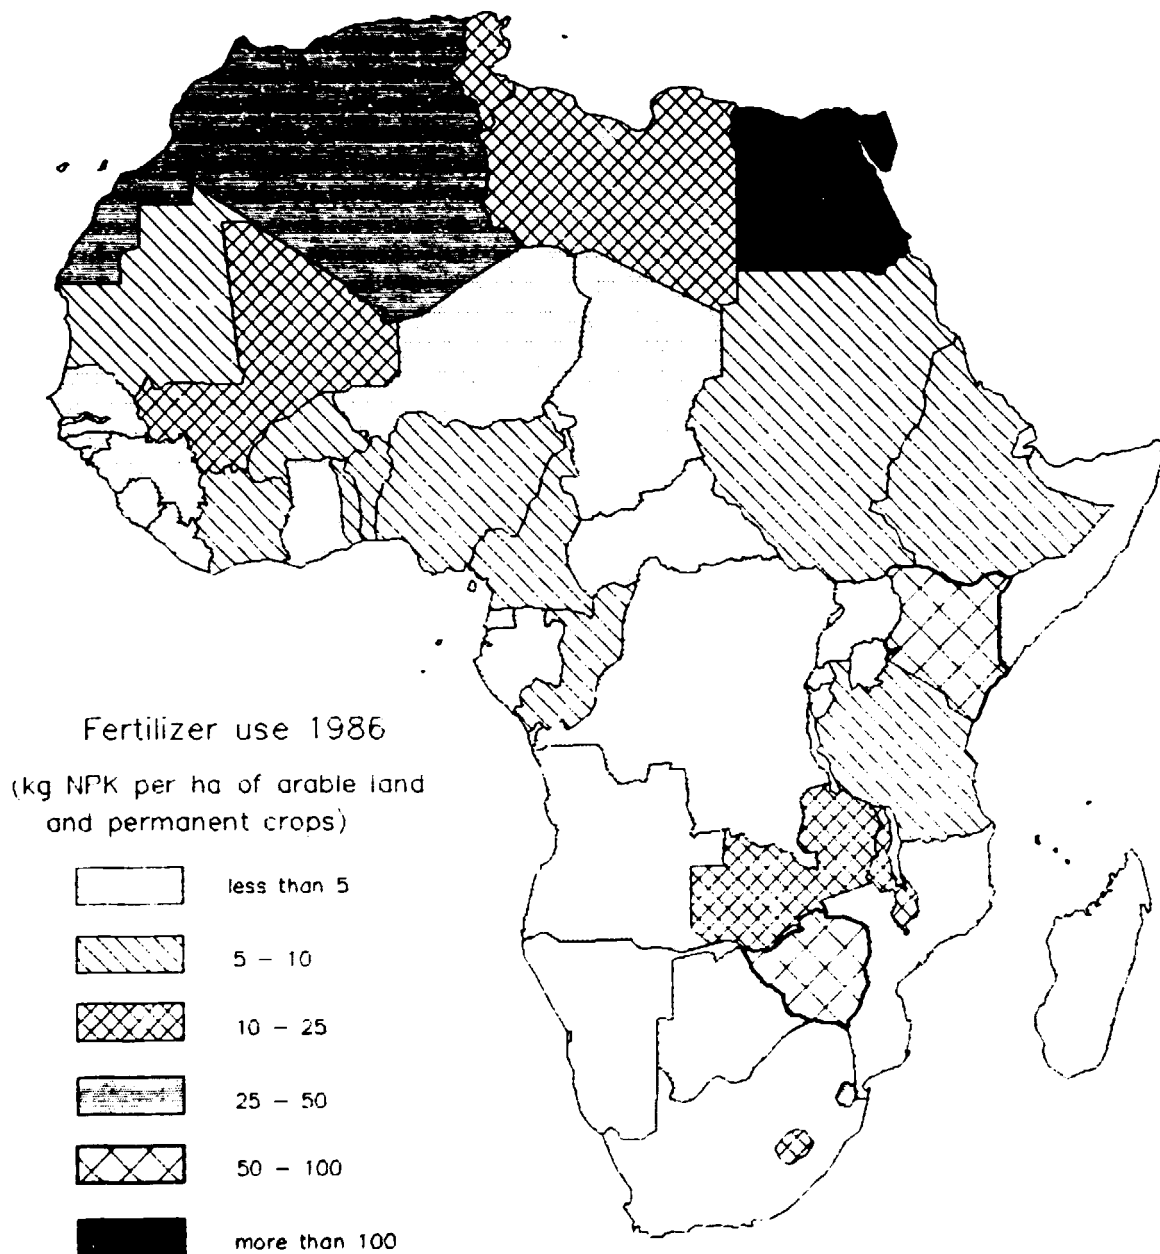 Fertilizer use 1986
(kg NPK per ha of arable land
and permanent crops)
less than 5
5 – 10
10 – 25
25 – 50
50 – 100
more than 100